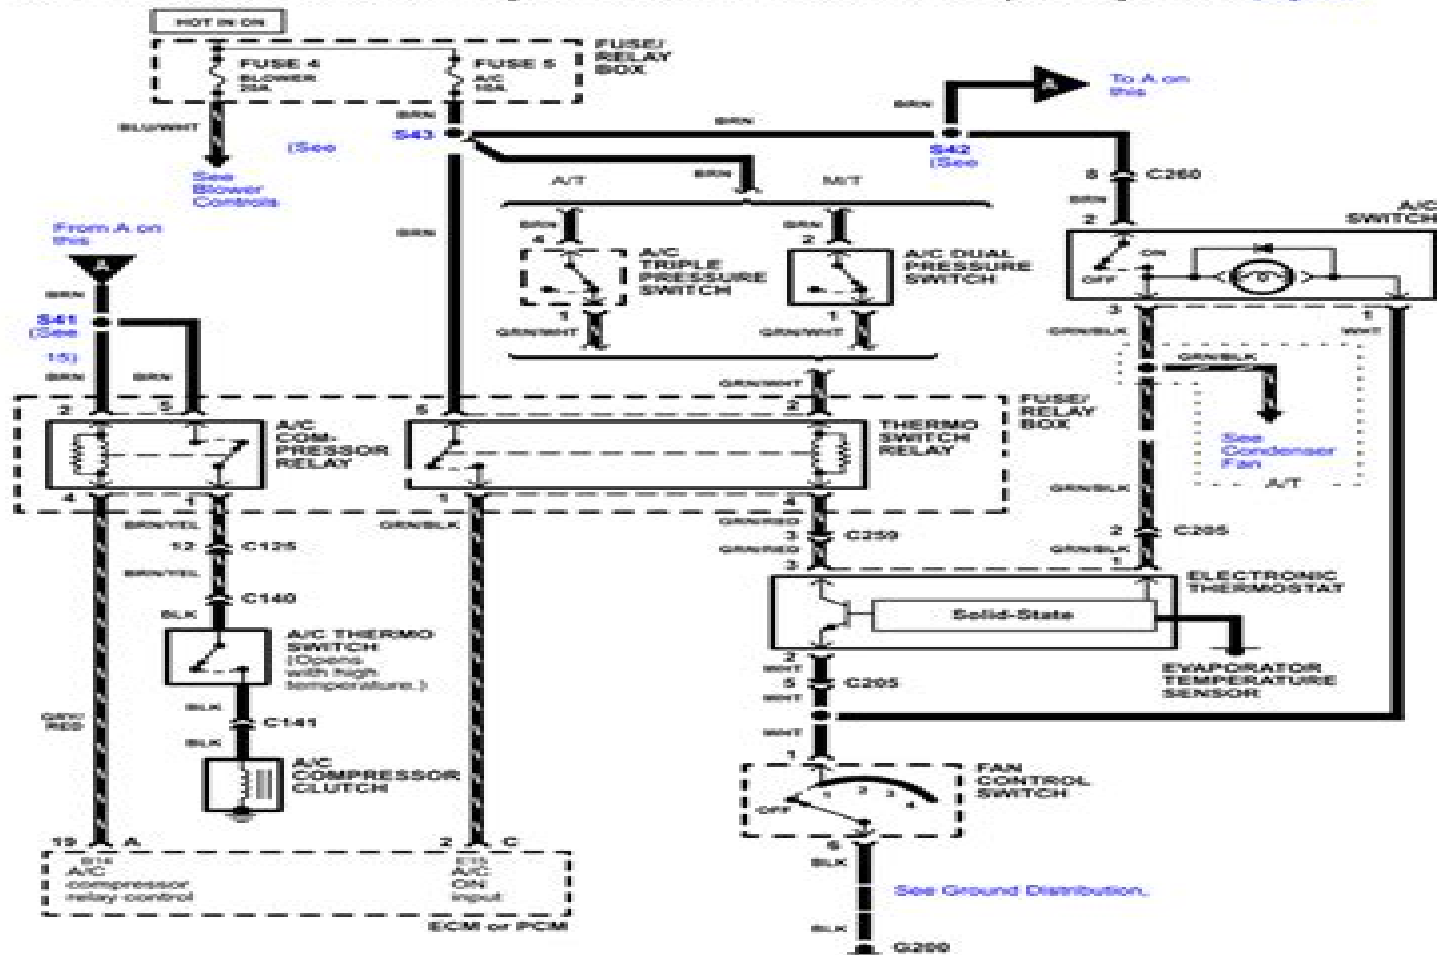 HOT IN ON
FUSE 4
BLOWER
20A
FUSE 5
A/C
10A
FUSE/
RELAY
BOX
BLU/WHT
See
Blower
Controls
BRN
S43
(See
BRN
BRN
A
To A on
this
S42
(See
8
C260
BRN
2
A/C
SWITCH
ON
OFF
3
1
GRN/BLK
WHT
A/T
M/T
BRN
BRN
4
A/C
TRIPLE
PRESSURE
SWITCH
1
GRN/WHT
BRN
2
A/C DUAL
PRESSURE
SWITCH
1
GRN/WHT
GRN/WHT
From A on
this
A
BRN
S41
(See
15)
BRN
BRN
BRN
GRN/BLK
See
Condenser
Fan
A/T
FUSE/
RELAY
BOX
2
5
A/C
COM-
PRESSOR
RELAY
4
1
5
2
THERMO
SWITCH
RELAY
1
4
BRN/YEL
12
C125
BRN/YEL
C140
BLK
A/C THERMO
SWITCH
(Opens
with high
temperature.)
BLK
C141
BLK
A/C
COMPRESSOR
CLUTCH
GRY/
RED
GRN/BLK
GRN/RED
3
C259
GRN/RED
3
GRN/BLK
2
C205
GRN/BLK
1
ELECTRONIC
THERMOSTAT
Solid-State
EVAPORATOR
TEMPERATURE
SENSOR
2
WHT
5
C205
WHT
WHT
1
FAN
CONTROL
SWITCH
OFF
1
2
3
4
6
BLK
See Ground Distribution,
BLK
G200
19
A
B14
A/C
compressor
relay control
2
C
E15
A/C
ON
input
ECM or PCM